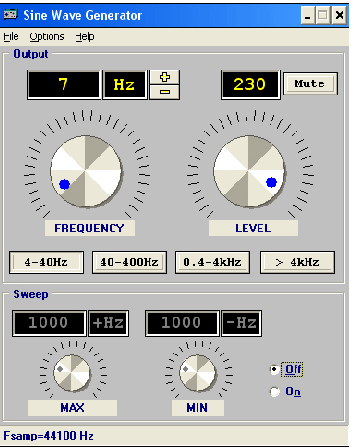 Sine Wave Generator
File Options Help
Output
7 Hz + − 230 Mute
FREQUENCY LEVEL
4-40Hz 40-400Hz 0.4-4kHz > 4kHz
Sweep
1000 +Hz 1000 -Hz
Off
On
MAX MIN
Fsamp=44100 Hz